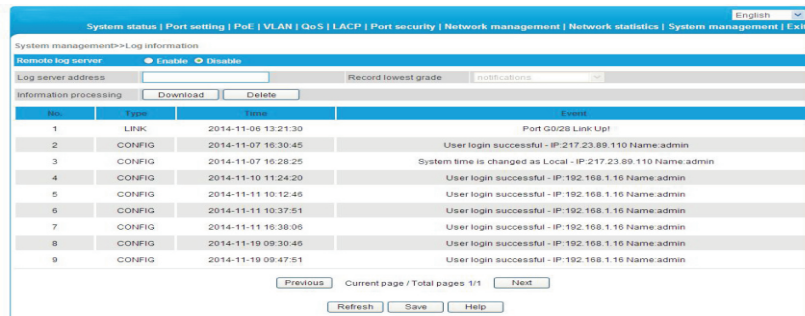 English
System status | Port setting | PoE | VLAN | QoS | LACP | Port security | Network management | Network statistics | System management | Exit
System management>>Log information
Remote log server Enable Disable
Log server address Record lowest grade notifications
Information processing Download Delete
No. Type Time Event
1 LINK 2014-11-06 13:21:30 Port G0/28 Link Up!
2 CONFIG 2014-11-07 16:30:45 User login successful - IP:217.23.89.110 Name:admin
3 CONFIG 2014-11-07 16:28:25 System time is changed as Local - IP:217.23.89.110 Name:admin
4 CONFIG 2014-11-10 11:24:20 User login successful - IP:192.168.1.16 Name:admin
5 CONFIG 2014-11-11 10:12:46 User login successful - IP:192.168.1.16 Name:admin
6 CONFIG 2014-11-11 10:37:51 User login successful - IP:192.168.1.16 Name:admin
7 CONFIG 2014-11-11 16:38:06 User login successful - IP:192.168.1.16 Name:admin
8 CONFIG 2014-11-19 09:30:46 User login successful - IP:192.168.1.16 Name:admin
9 CONFIG 2014-11-19 09:47:51 User login successful - IP:192.168.1.16 Name:admin
Previous Current page / Total pages 1/1 Next
Refresh Save Help